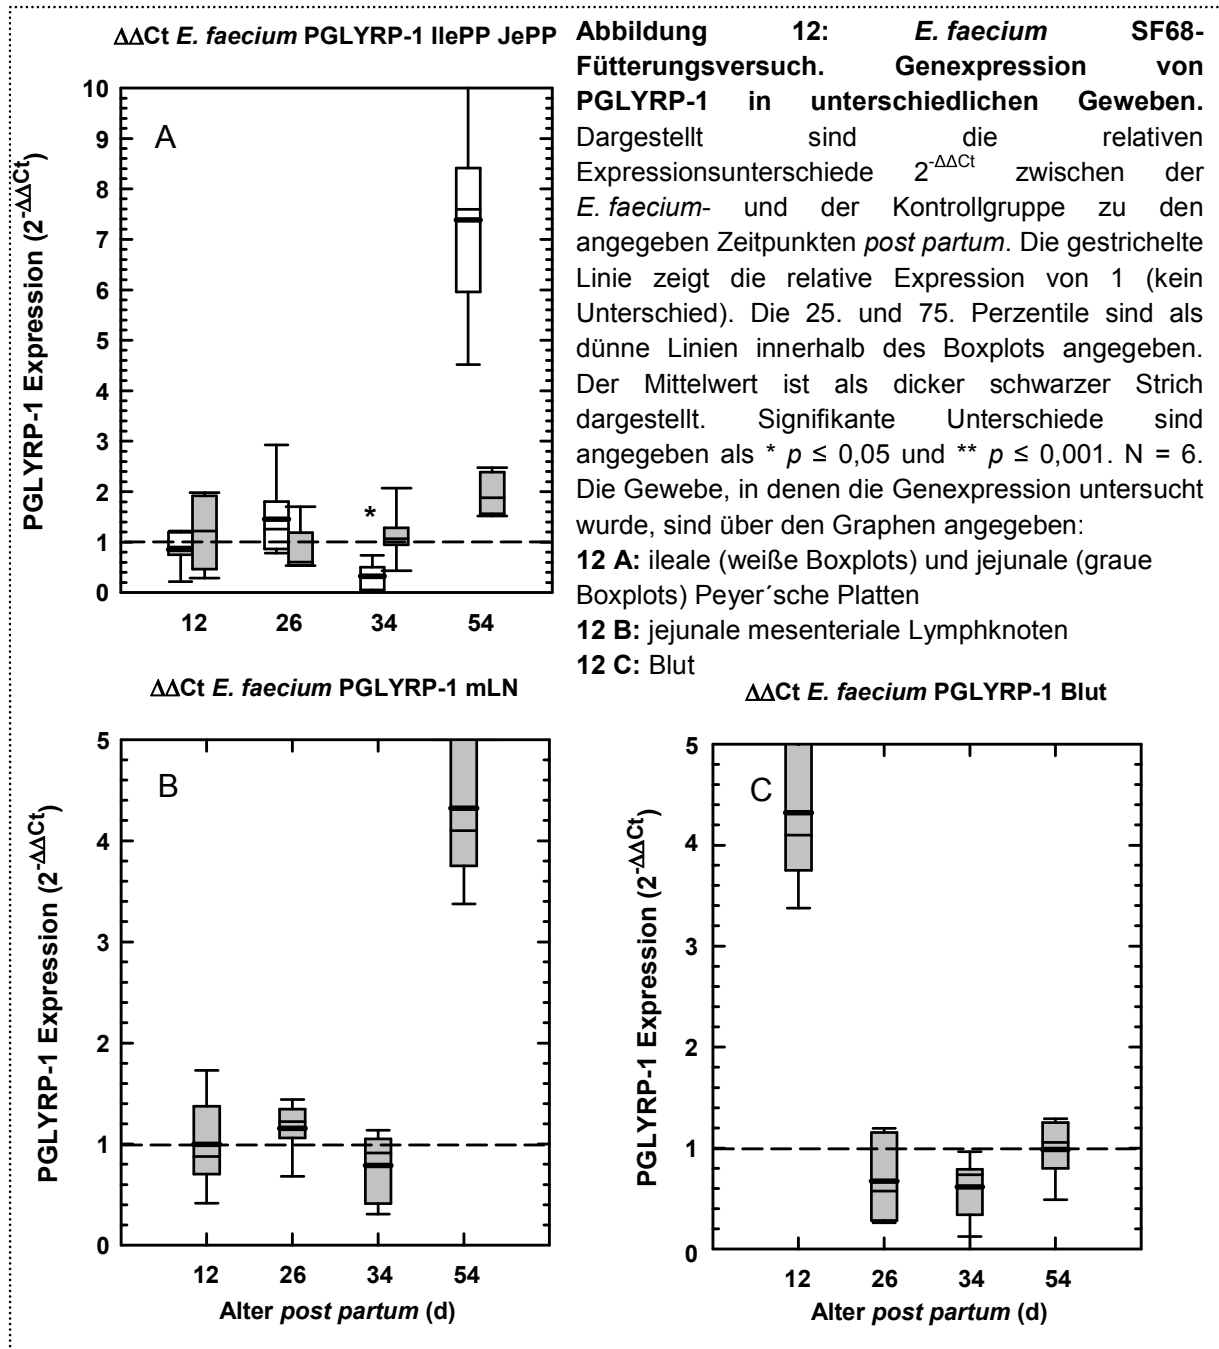 ΔΔCt E. faecium PGLYRP-1 IlePP JePP
A
PGLYRP-1 Expression (2^-ΔΔCt)
10
9
8
7
6
5
4
3
2
1
0
*
12 26 34 54
Abbildung 12: E. faecium SF68-
Fütterungsversuch. Genexpression von
PGLYRP-1 in unterschiedlichen Geweben.
Dargestellt sind die relativen
Expressionsunterschiede 2^-ΔΔCt zwischen der
E. faecium- und der Kontrollgruppe zu den
angegeben Zeitpunkten post partum. Die gestrichelte
Linie zeigt die relative Expression von 1 (kein
Unterschied). Die 25. und 75. Perzentile sind als
dünne Linien innerhalb des Boxplots angegeben.
Der Mittelwert ist als dicker schwarzer Strich
dargestellt. Signifikante Unterschiede sind
angegeben als * p ≤ 0,05 und ** p ≤ 0,001. N = 6.
Die Gewebe, in denen die Genexpression untersucht
wurde, sind über den Graphen angegeben:
12 A: ileale (weiße Boxplots) und jejunale (graue
Boxplots) Peyer´sche Platten
12 B: jejunale mesenteriale Lymphknoten
12 C: Blut
ΔΔCt E. faecium PGLYRP-1 mLN
B
PGLYRP-1 Expression (2^-ΔΔCt)
5
4
3
2
1
0
12 26 34 54
Alter post partum (d)
ΔΔCt E. faecium PGLYRP-1 Blut
C
PGLYRP-1 Expression (2^-ΔΔCt)
5
4
3
2
1
0
12 26 34 54
Alter post partum (d)